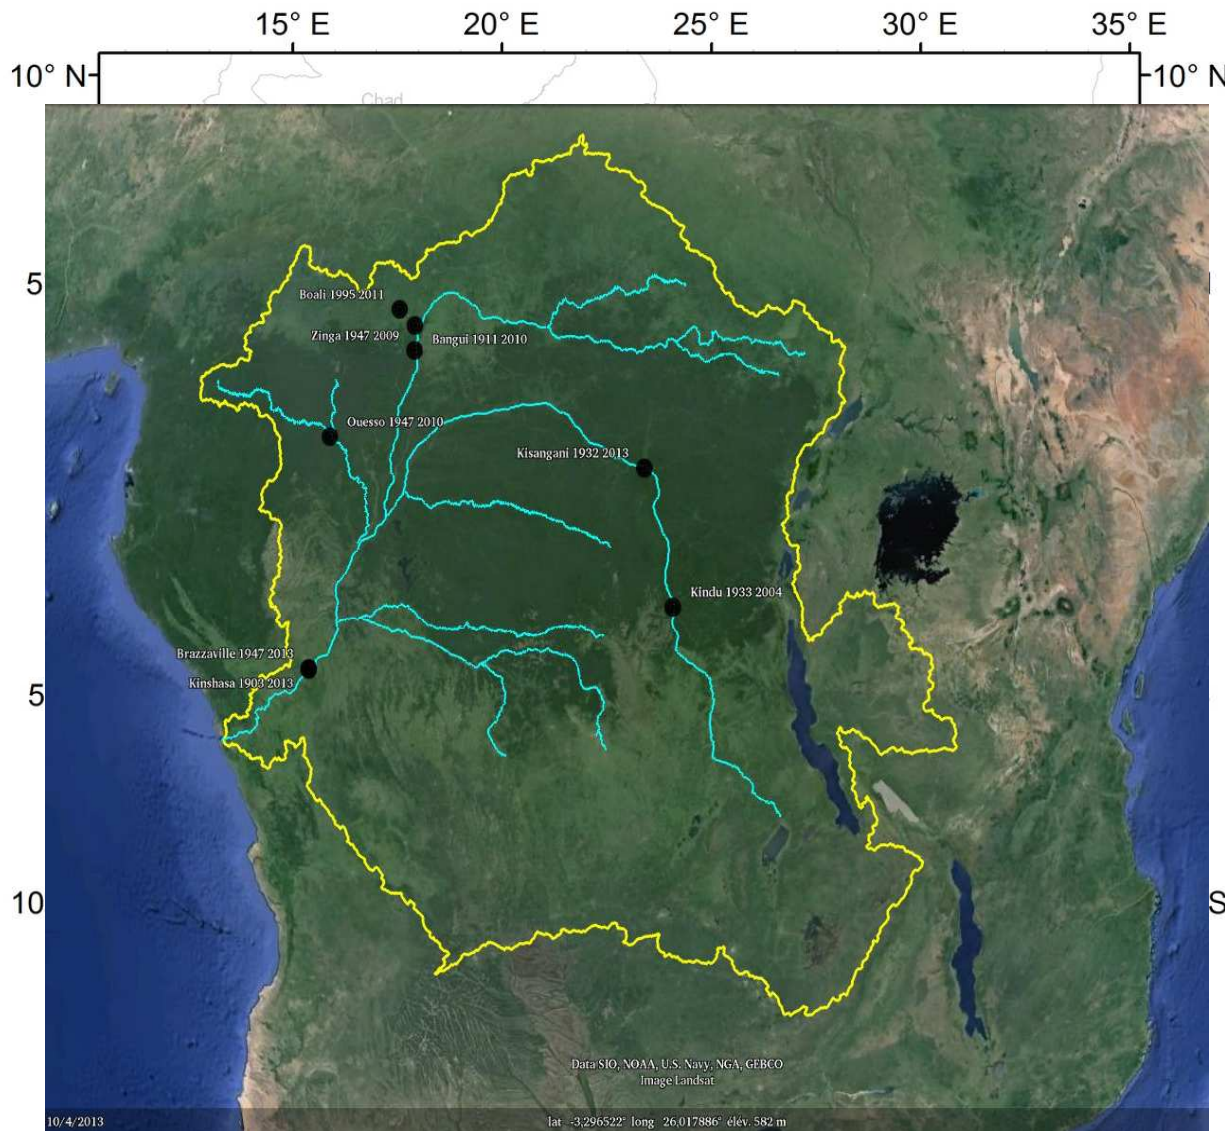 15° E 20° E 25° E 30° E 35° E
10° N 10° N
Chad
5
Boali 1995 2011
Zinga 1947 2009 Bangui 1911 2010
Ouesso 1947 2010
Kisangani 1932 2013
Kindu 1933 2004
Brazzaville 1947 2013
5
Kinshasa 1903 2013
10 S
Data SIO, NOAA, U.S. Navy, NGA, GEBCO
Image Landsat
10/4/2013 lat -3,296522° long 26,017886° élév. 582 m